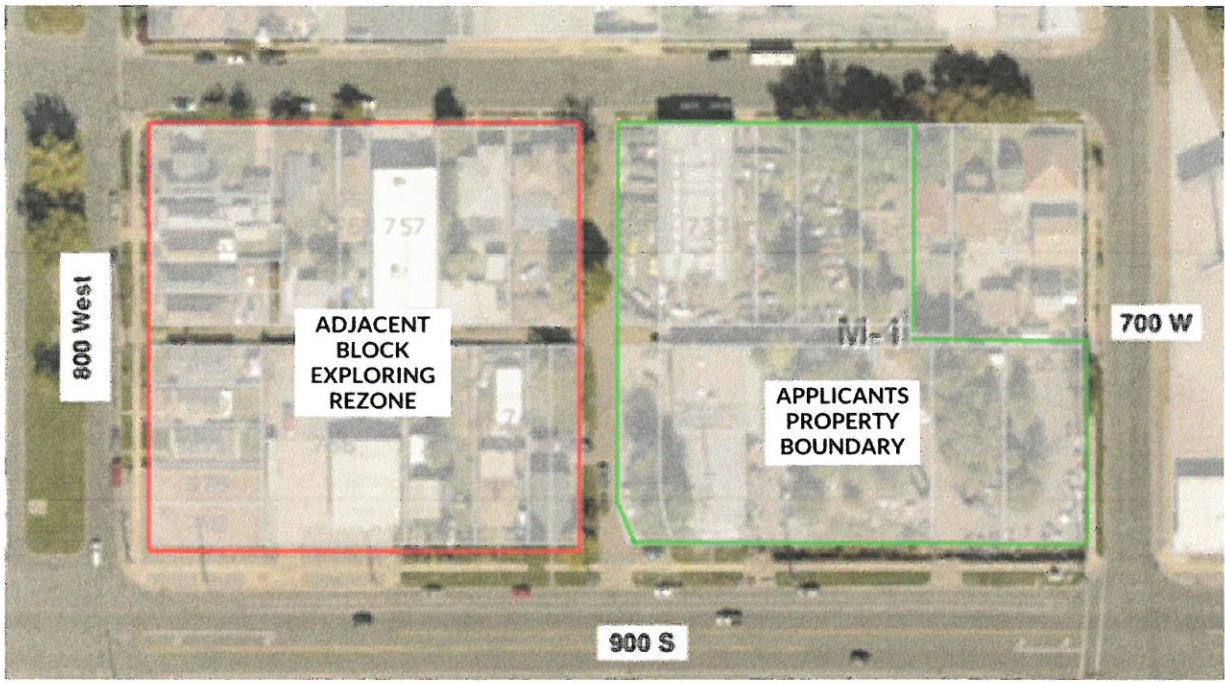 757
800 West
ADJACENT
BLOCK
EXPLORING
REZONE
M-1
700 W
APPLICANTS
PROPERTY
BOUNDARY
900 S